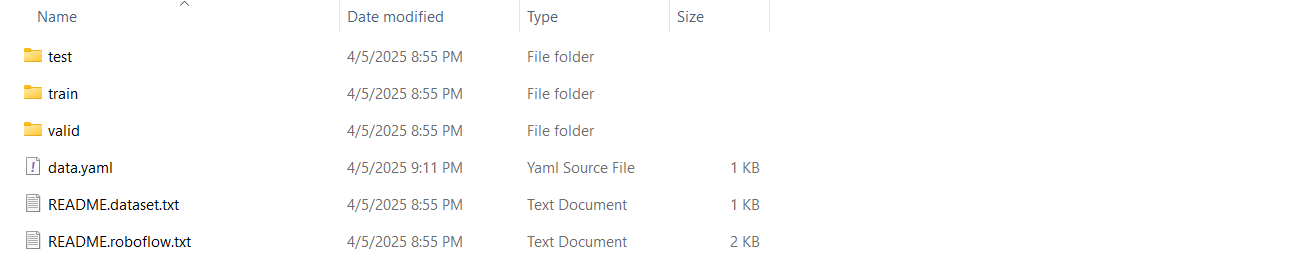 Name Date modified Type Size
test 4/5/2025 8:55 PM File folder
train 4/5/2025 8:55 PM File folder
valid 4/5/2025 8:55 PM File folder
data.yaml 4/5/2025 9:11 PM Yaml Source File 1 KB
README.dataset.txt 4/5/2025 8:55 PM Text Document 1 KB
README.roboflow.txt 4/5/2025 8:55 PM Text Document 2 KB